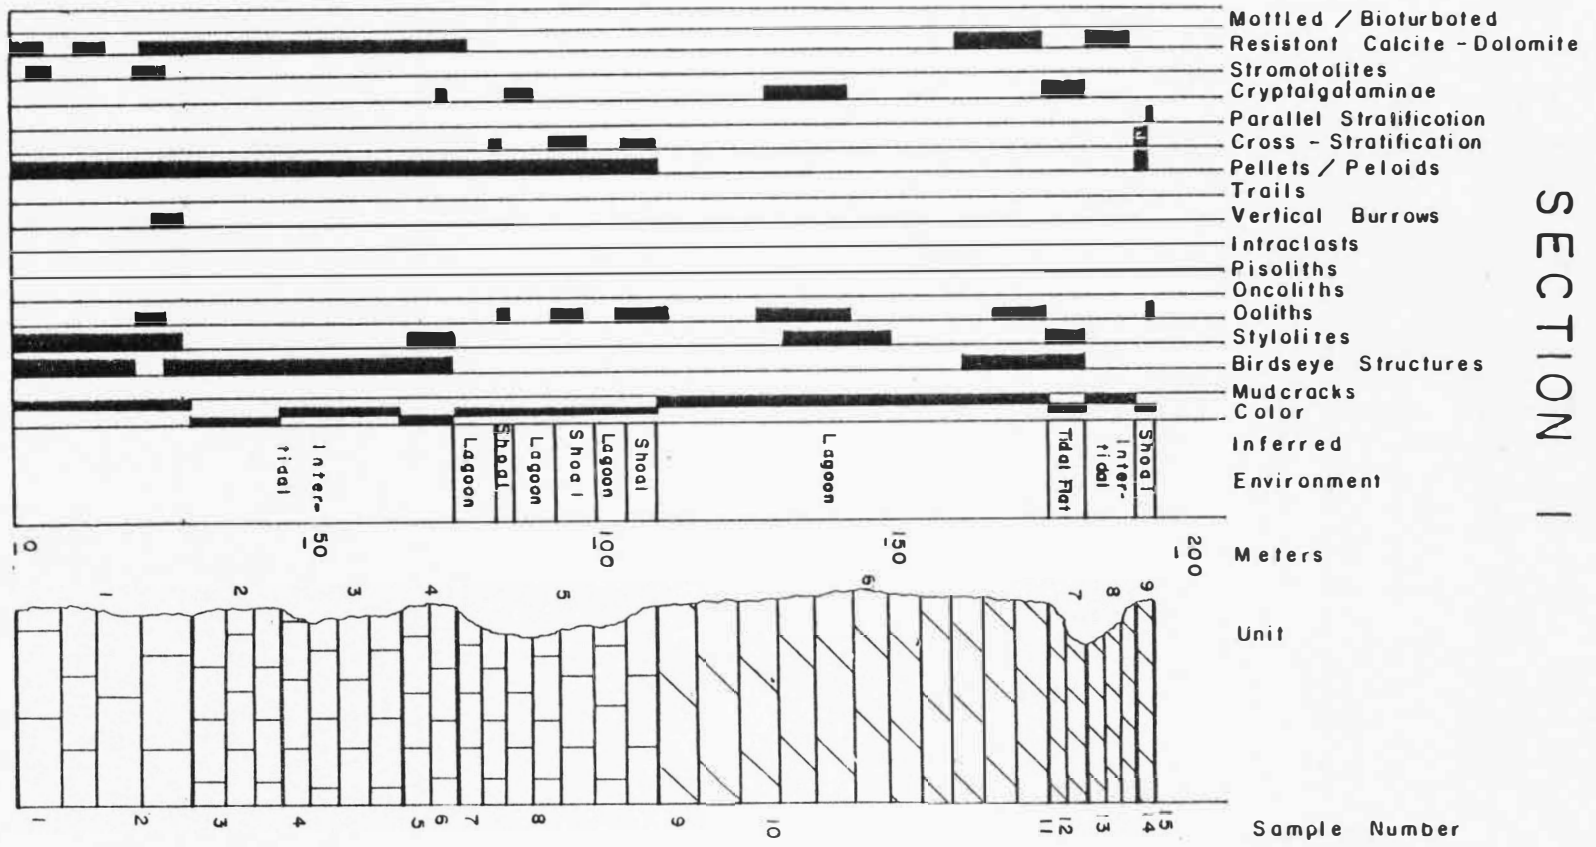 Mottled / Bioturboted
Resistant Calcite - Dolomite
Stromotolites
Cryptalgalaminae
Parallel Stratification
Cross - Stratification
Pellets / Peloids
Trails
Vertical Burrows
Intraclasts
Pisoliths
Oncoliths
Ooliths
Stylolites
Birdseye Structures
Mudcracks
Color
Inferred
Environment
Inter-
tidal
Lagoon
Shoal
Lagoon
Shoal
Lagoon
Shoal
Lagoon
Tidal Flat
Inter-
tidal
Shoal
0
50
100
150
200
Meters
1
2
3
4
5
6
7
8
9
Unit
1
2
3
4
5
6
7
8
9
10
11
12
13
14
15
Sample Number
SECTION I